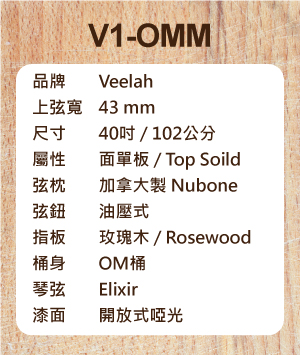 V1-OMM
品牌 Veelah
上弦寬 43 mm
尺寸 40吋 / 102公分
屬性 面單板 / Top Soild
弦枕 加拿大製 Nubone
弦鈕 油壓式
指板 玫瑰木 / Rosewood
桶身 OM桶
琴弦 Elixir
漆面 開放式啞光